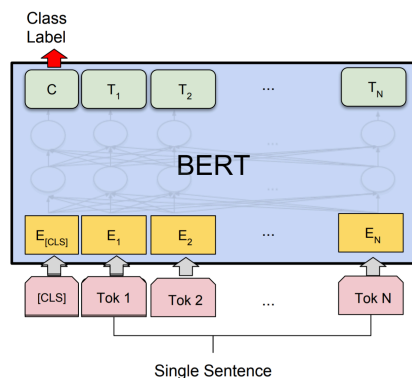 Class
Label
C T1 T2 ... TN
...
BERT
...
E[CLS] E1 E2 ... EN
[CLS] Tok 1 Tok 2 ... Tok N
Single Sentence